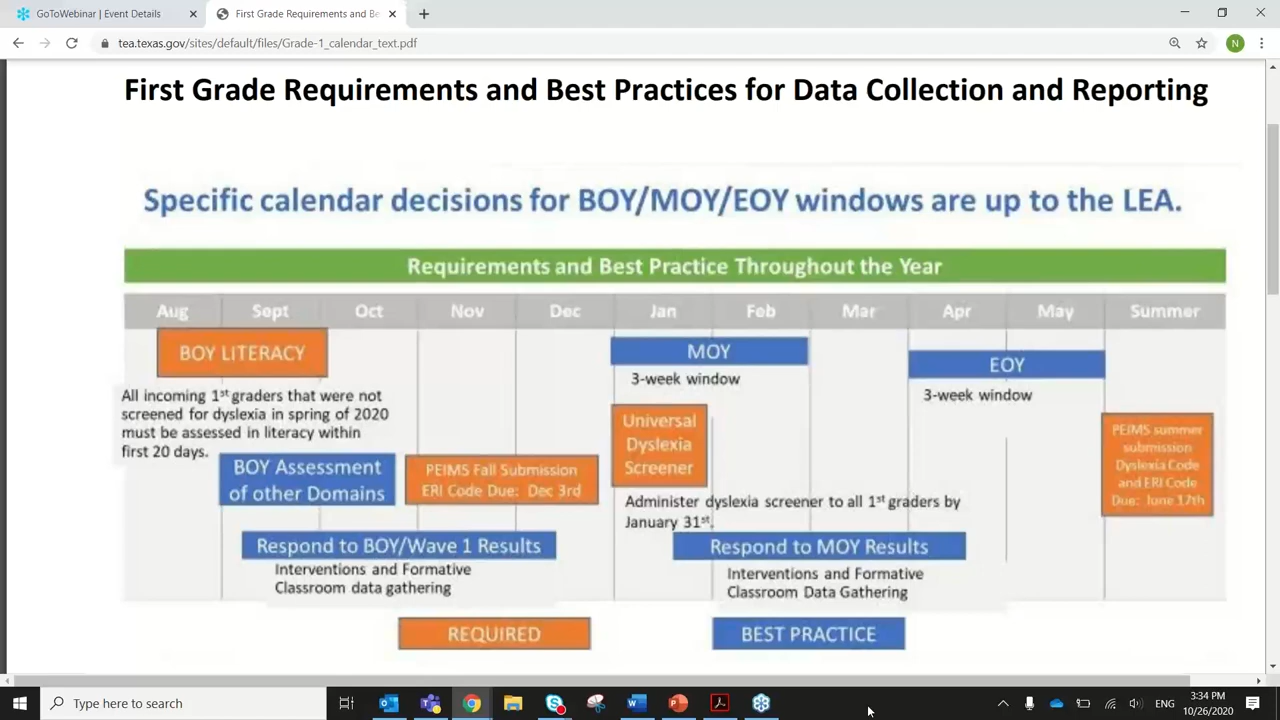 GoToWebinar | Event Details
First Grade Requirements and Be
tea.texas.gov/sites/default/files/Grade-1_calendar_text.pdf
N
First Grade Requirements and Best Practices for Data Collection and Reporting
Specific calendar decisions for BOY/MOY/EOY windows are up to the LEA.
Requirements and Best Practice Throughout the Year
Aug Sept Oct Nov Dec Jan Feb Mar Apr May Summer
BOY LITERACY
All incoming 1st graders that were not
screened for dyslexia in spring of 2020
must be assessed in literacy within
first 20 days.
BOY Assessment
of other Domains
PEIMS Fall Submission
ERI Code Due: Dec 3rd
Respond to BOY/Wave 1 Results
Interventions and Formative
Classroom data gathering
MOY
3-week window
Universal
Dyslexia
Screener
Administer dyslexia screener to all 1st graders by
January 31st.
Respond to MOY Results
Interventions and Formative
Classroom Data Gathering
EOY
3-week window
PEIMS summer
submission
Dyslexia Code
and ERI Code
Due: June 17th
REQUIRED
BEST PRACTICE
Type here to search
ENG
3:34 PM
10/26/2020